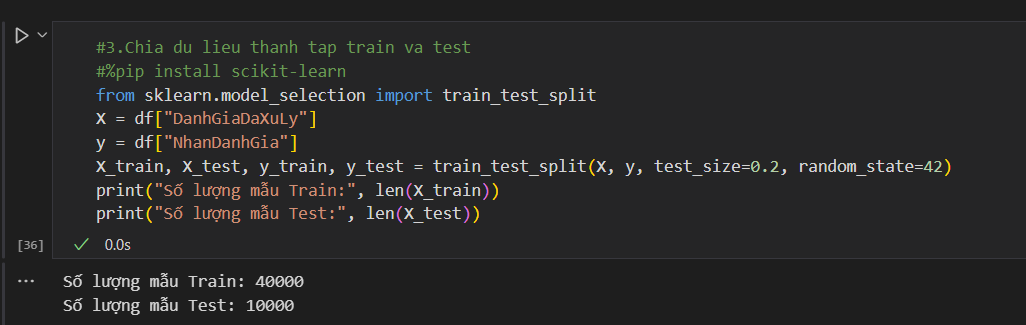 #3.Chia du lieu thanh tap train va test
#%pip install scikit-learn
from sklearn.model_selection import train_test_split
X = df["DanhGiaDaXuLy"]
y = df["NhanDanhGia"]
X_train, X_test, y_train, y_test = train_test_split(X, y, test_size=0.2, random_state=42)
print("Số lượng mẫu Train:", len(X_train))
print("Số lượng mẫu Test:", len(X_test))
[36] 0.0s
Số lượng mẫu Train: 40000
Số lượng mẫu Test: 10000